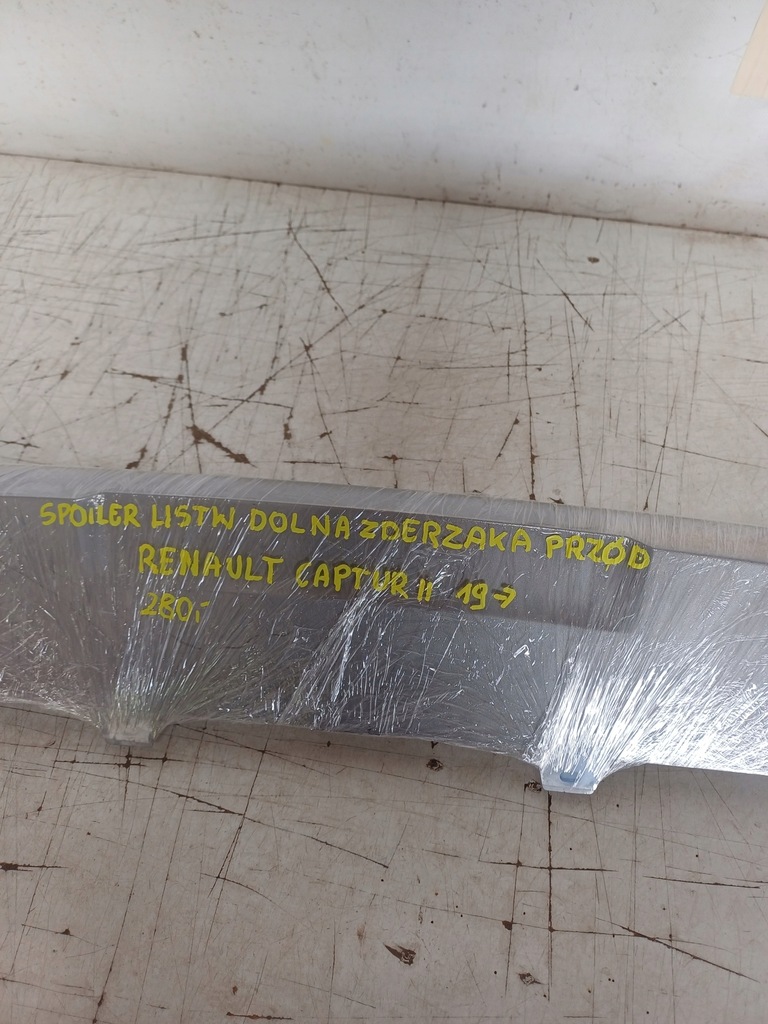 SPOILER LISTW DOLNA ZDERZAKA PRZÓD
RENAULT CAPTUR II 19→
280,-